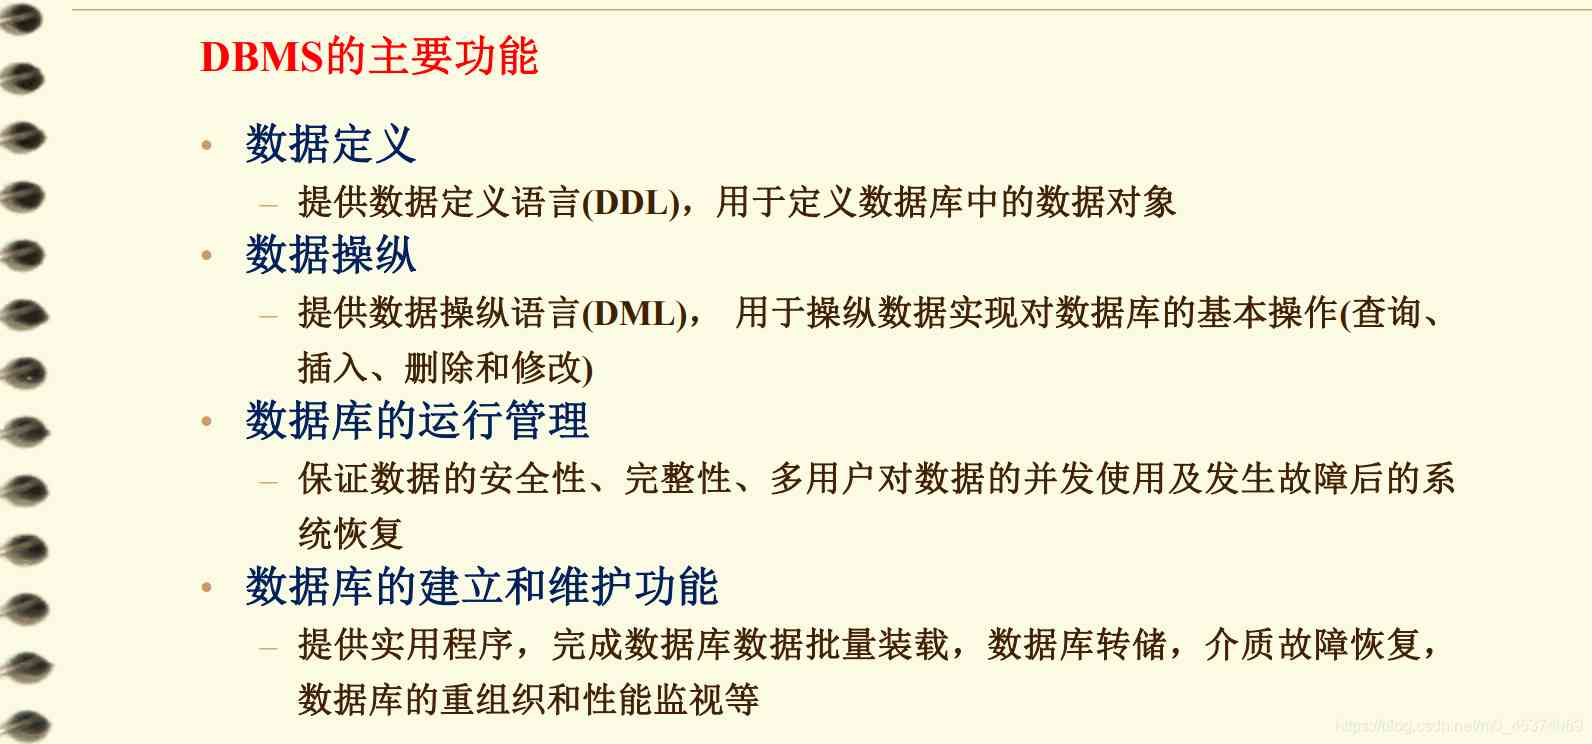 DBMS的主要功能
• 数据定义
– 提供数据定义语言(DDL)，用于定义数据库中的数据对象
• 数据操纵
– 提供数据操纵语言(DML)， 用于操纵数据实现对数据库的基本操作(查询、
插入、删除和修改)
• 数据库的运行管理
– 保证数据的安全性、完整性、多用户对数据的并发使用及发生故障后的系
统恢复
• 数据库的建立和维护功能
– 提供实用程序，完成数据库数据批量装载，数据库转储，介质故障恢复，
数据库的重组织和性能监视等